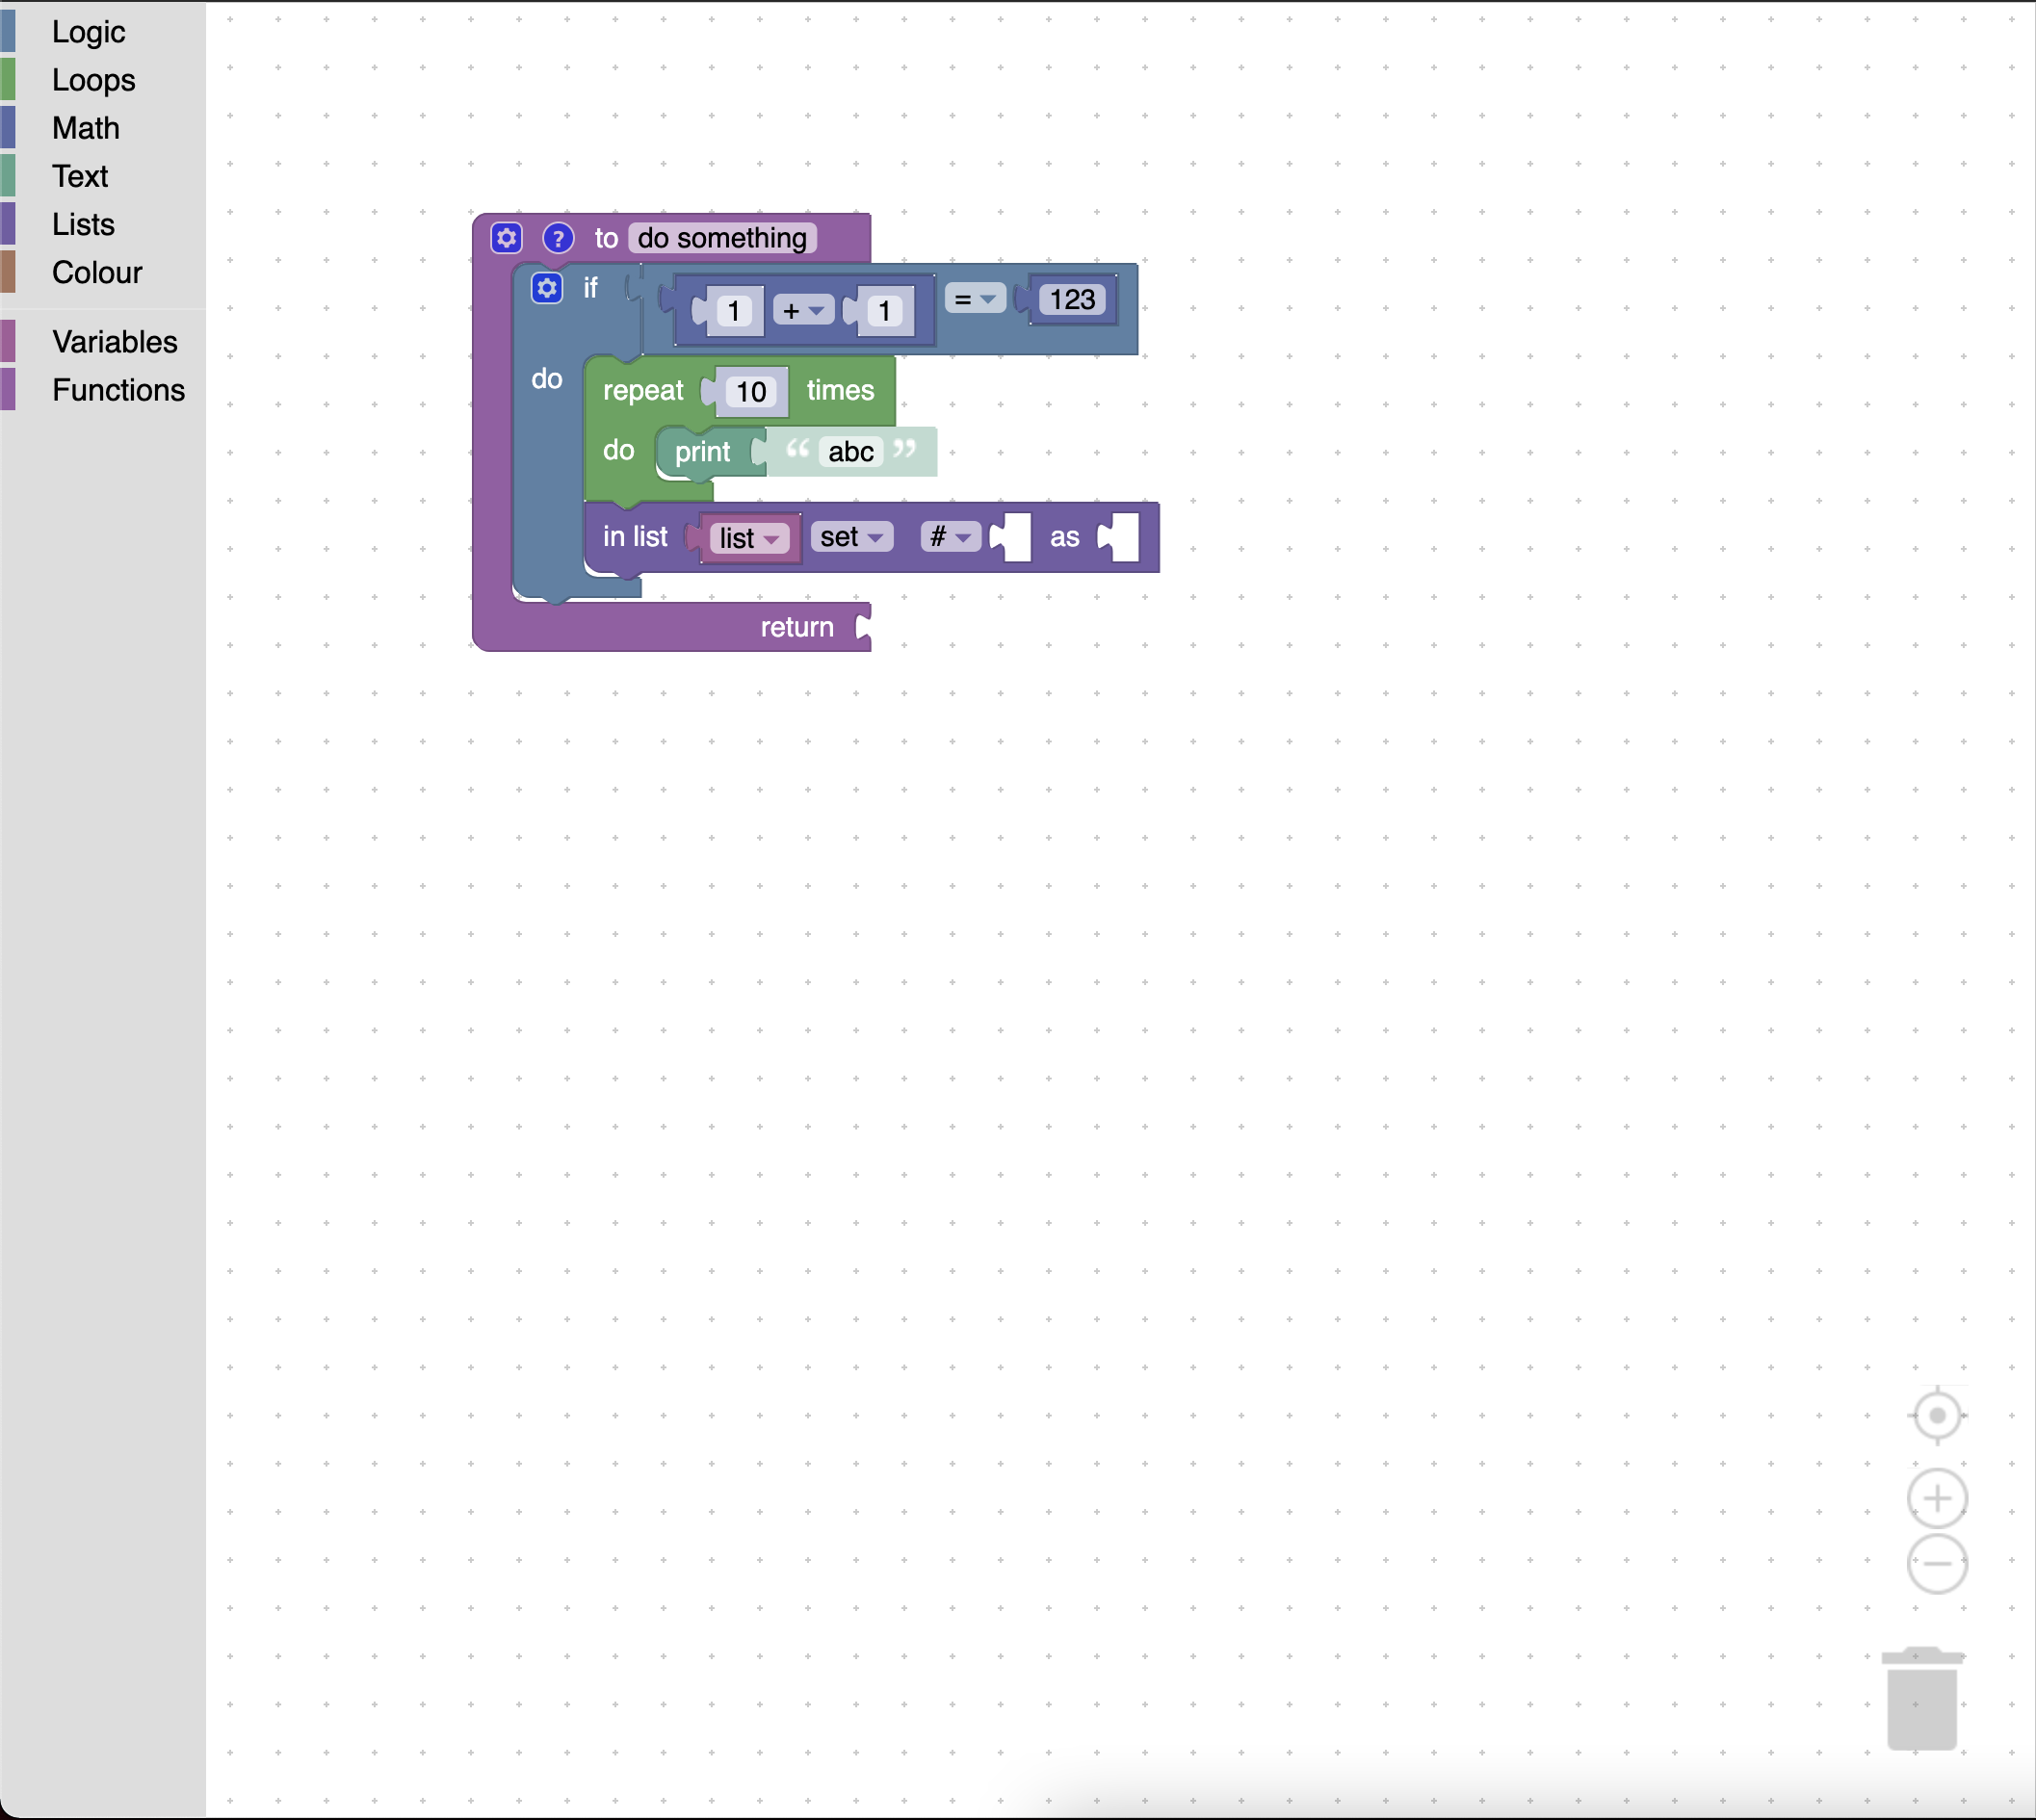 Logic
Loops
Math
Text
Lists
Colour
Variables
Functions
? to do something
if 1 + 1 = 123
do repeat 10 times
do print “ abc ”
in list list set # as
return